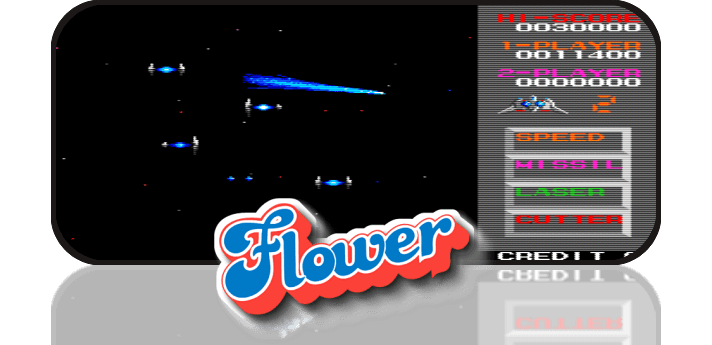 HI-SCORE
0030000
1-PLAYER
0011400
2-PLAYER
0000000
2
SPEED
MISSIL
LASER
CUTTER
CREDIT
Flower